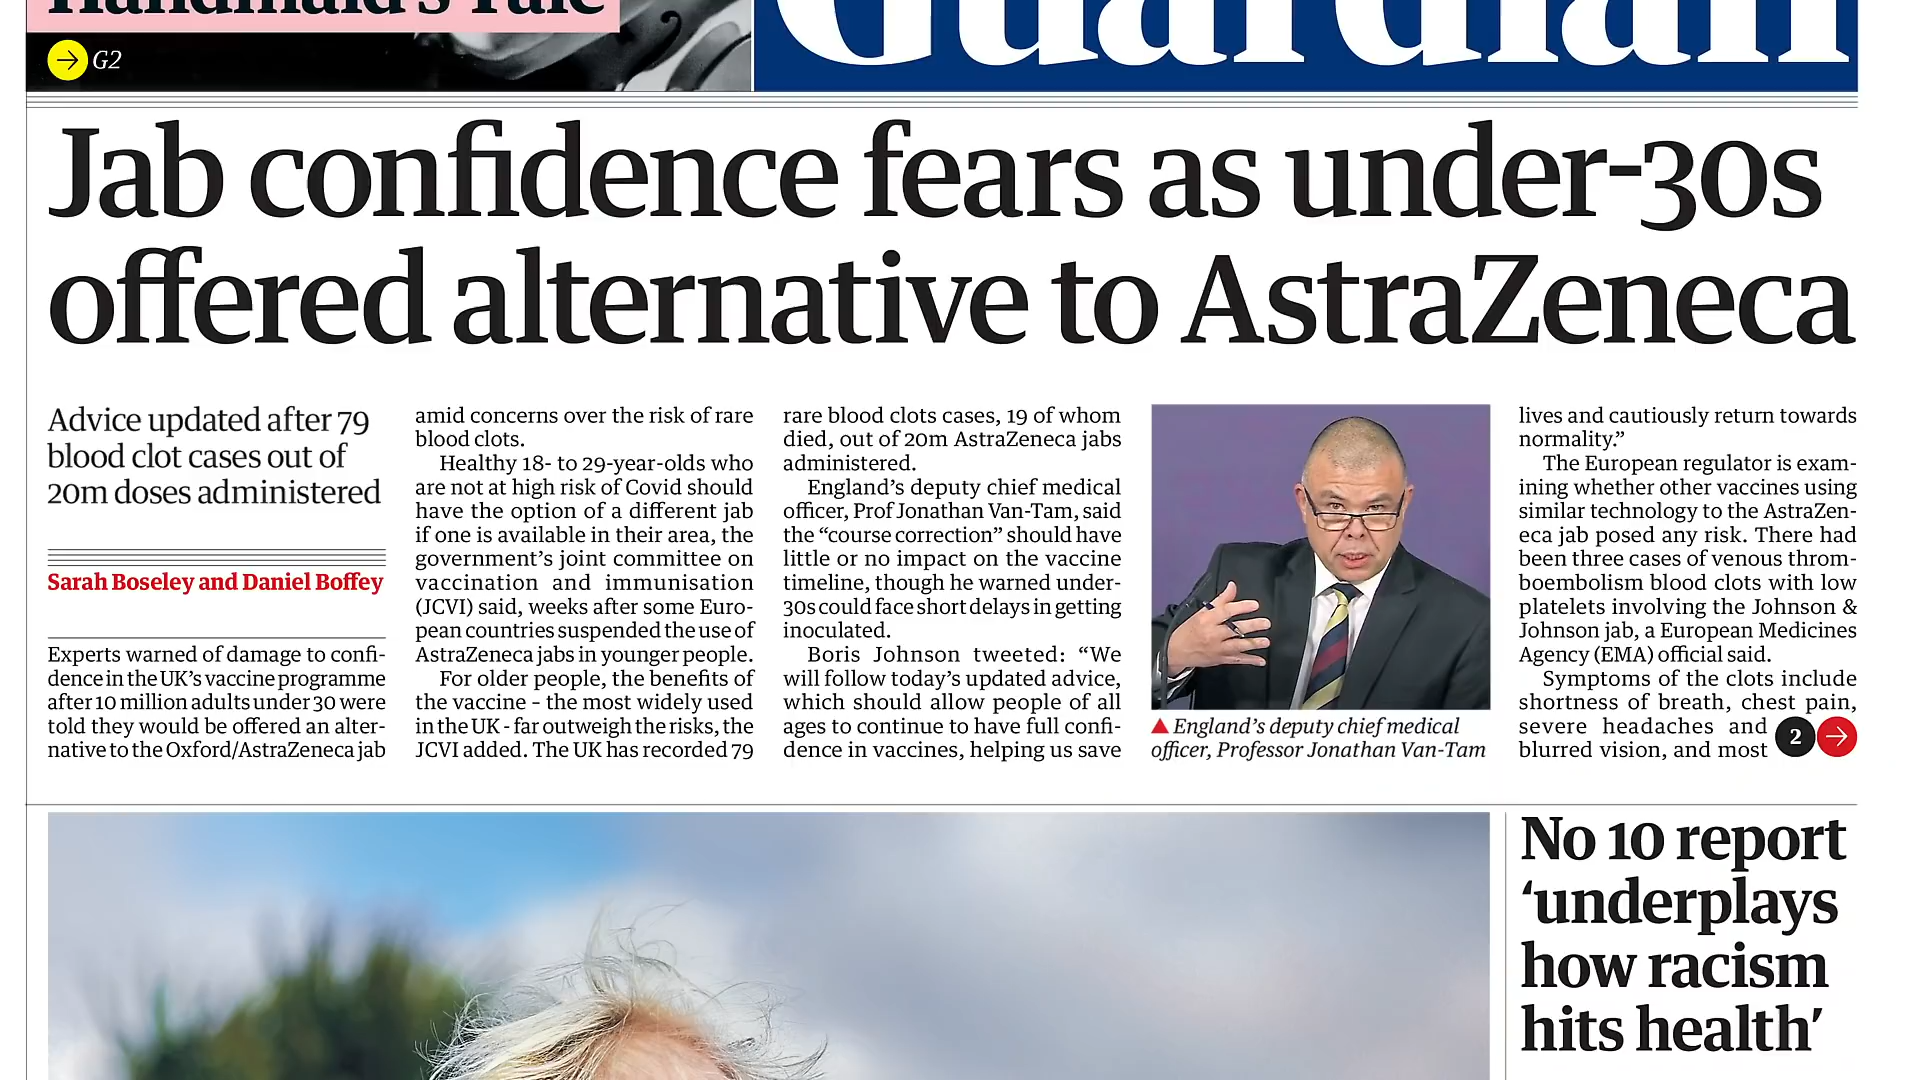 Handmaid's Tale
G2
Guardian
Jab confidence fears as under-30s
offered alternative to AstraZeneca
Advice updated after 79
blood clot cases out of
20m doses administered
Sarah Boseley and Daniel Boffey
Experts warned of damage to confi-
dence in the UK's vaccine programme
after 10 million adults under 30 were
told they would be offered an alter-
native to the Oxford/AstraZeneca jab
amid concerns over the risk of rare
blood clots.
Healthy 18- to 29-year-olds who
are not at high risk of Covid should
have the option of a different jab
if one is available in their area, the
government's joint committee on
vaccination and immunisation
(JCVI) said, weeks after some Euro-
pean countries suspended the use of
AstraZeneca jabs in younger people.
For older people, the benefits of
the vaccine – the most widely used
in the UK - far outweigh the risks, the
JCVI added. The UK has recorded 79
rare blood clots cases, 19 of whom
died, out of 20m AstraZeneca jabs
administered.
England's deputy chief medical
officer, Prof Jonathan Van-Tam, said
the “course correction” should have
little or no impact on the vaccine
timeline, though he warned under-
30s could face short delays in getting
inoculated.
Boris Johnson tweeted: “We
will follow today's updated advice,
which should allow people of all
ages to continue to have full confi-
dence in vaccines, helping us save
▲ England's deputy chief medical
officer, Professor Jonathan Van-Tam
lives and cautiously return towards
normality.”
The European regulator is exam-
ining whether other vaccines using
similar technology to the AstraZen-
eca jab posed any risk. There had
been three cases of venous throm-
boembolism blood clots with low
platelets involving the Johnson &
Johnson jab, a European Medicines
Agency (EMA) official said.
Symptoms of the clots include
shortness of breath, chest pain,
severe headaches and
blurred vision, and most 2
No 10 report
‘underplays
how racism
hits health’